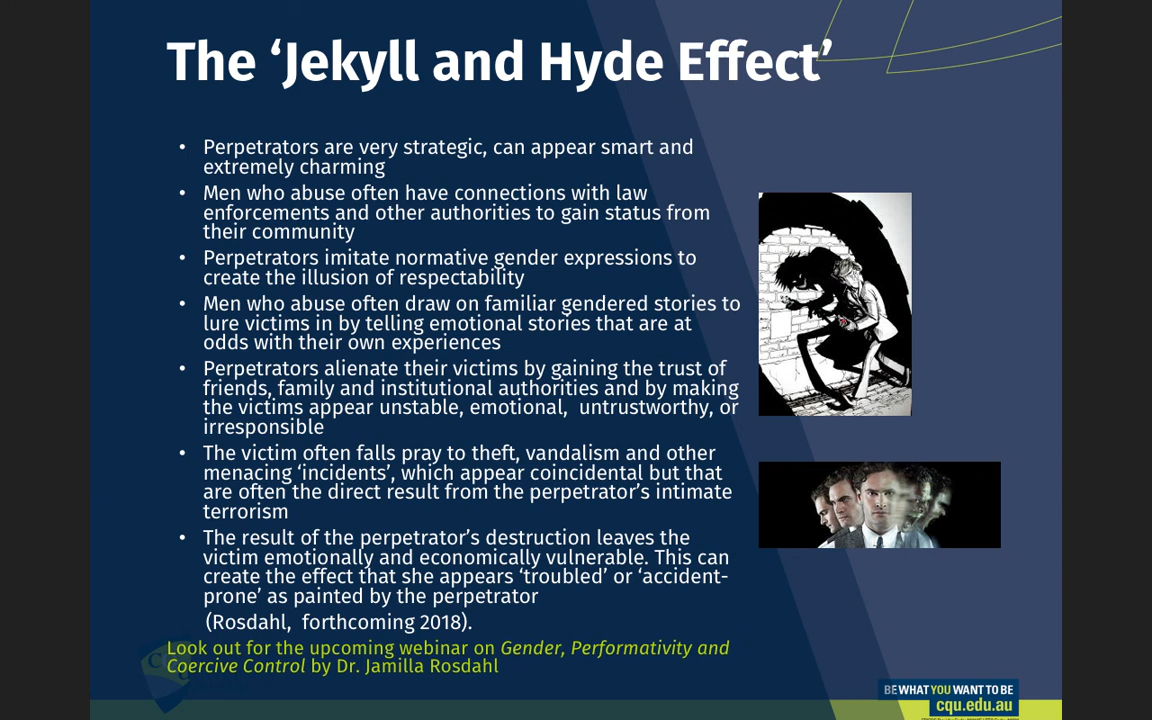 The ‘Jekyll and Hyde Effect’
• Perpetrators are very strategic, can appear smart and
extremely charming
• Men who abuse often have connections with law
enforcements and other authorities to gain status from
their community
• Perpetrators imitate normative gender expressions to
create the illusion of respectability
• Men who abuse often draw on familiar gendered stories to
lure victims in by telling emotional stories that are at
odds with their own experiences
• Perpetrators alienate their victims by gaining the trust of
friends, family and institutional authorities and by making
the victims appear unstable, emotional,  untrustworthy, or
irresponsible
• The victim often falls pray to theft, vandalism and other
menacing ‘incidents’, which appear coincidental but that
are often the direct result from the perpetrator’s intimate
terrorism
• The result of the perpetrator’s destruction leaves the
victim emotionally and economically vulnerable. This can
create the effect that she appears ‘troubled’ or ‘accident-
prone’ as painted by the perpetrator
(Rosdahl,  forthcoming 2018).
Look out for the upcoming webinar on Gender, Performativity and
Coercive Control by Dr. Jamilla Rosdahl
BE WHAT YOU WANT TO BE
cqu.edu.au